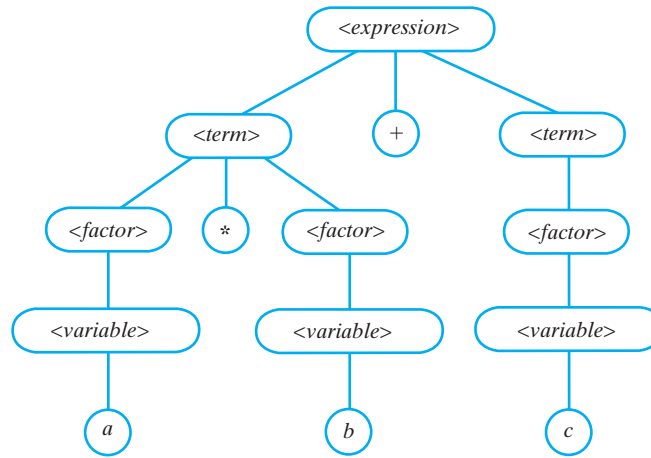 <expression>
<term> + <term>
<factor> * <factor> <factor>
<variable> <variable> <variable>
a b c